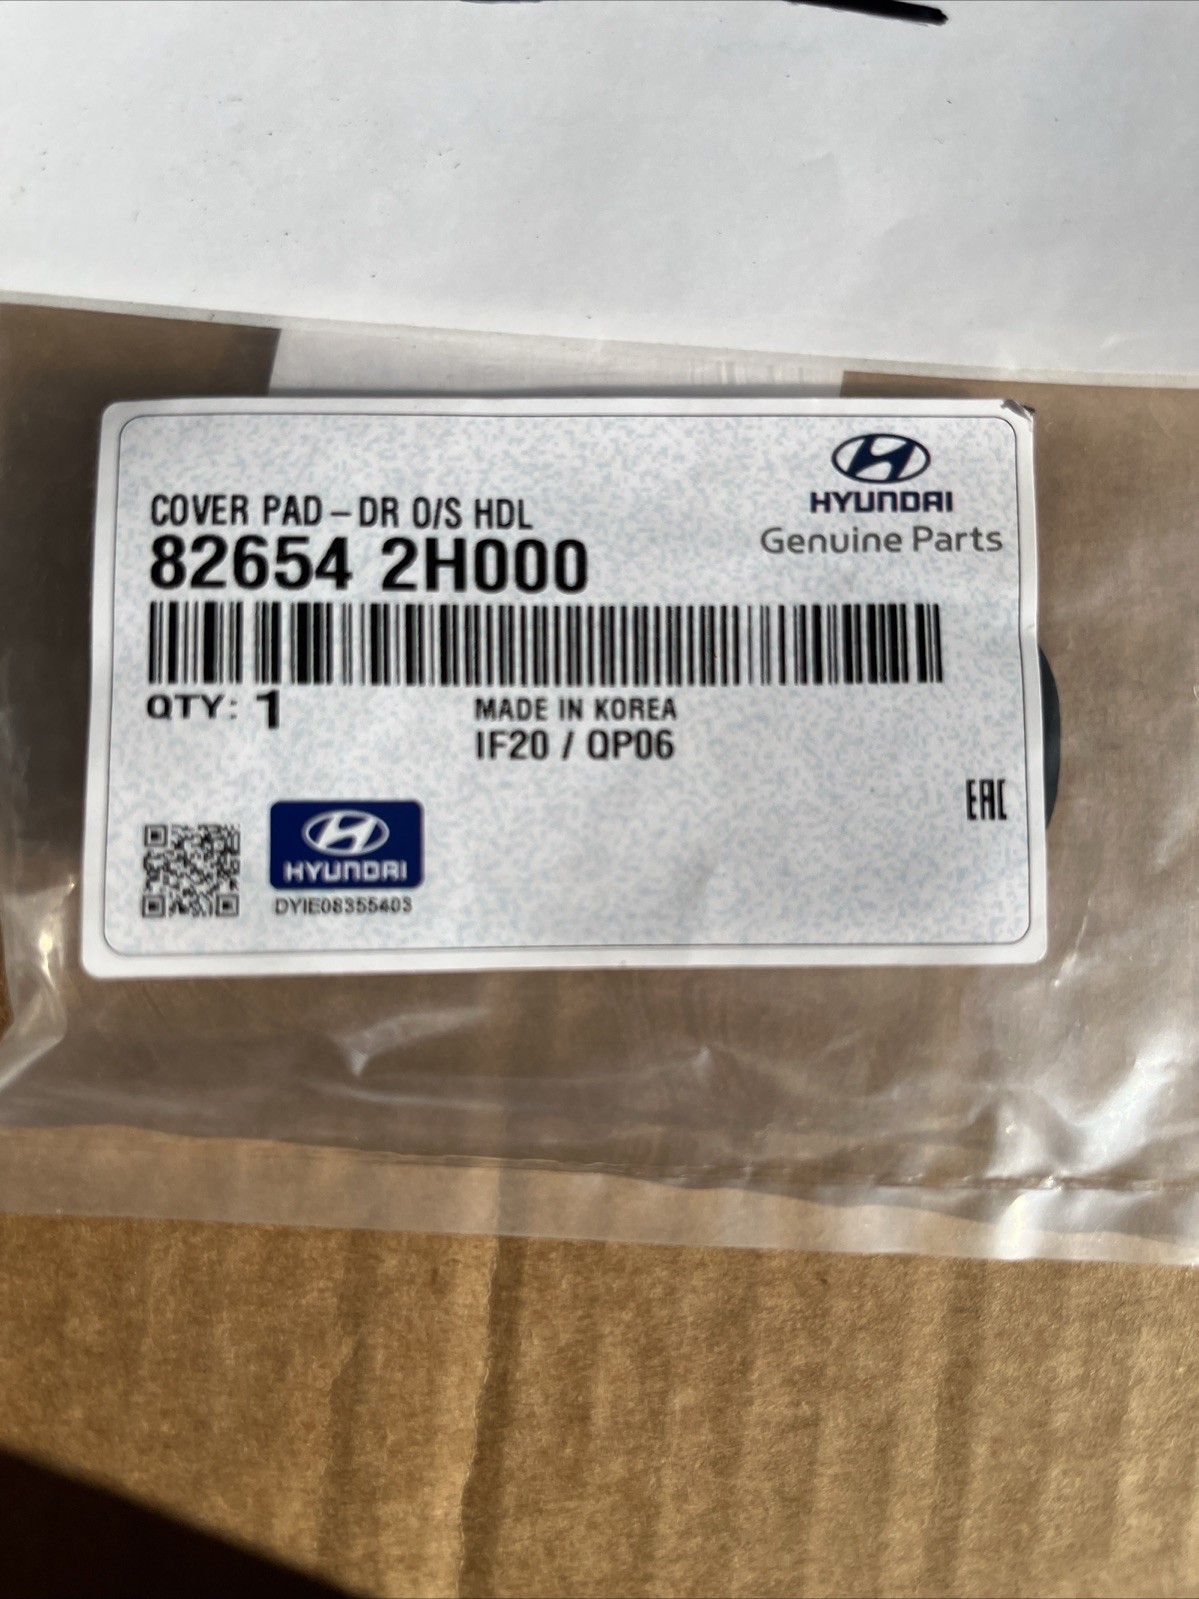 HYUNDAI
Genuine Parts
COVER PAD-DR O/S HDL
82654 2H000
QTY: 1
MADE IN KOREA
IF20 / QP06
EAC
HYUNDAI
DYIE08355403